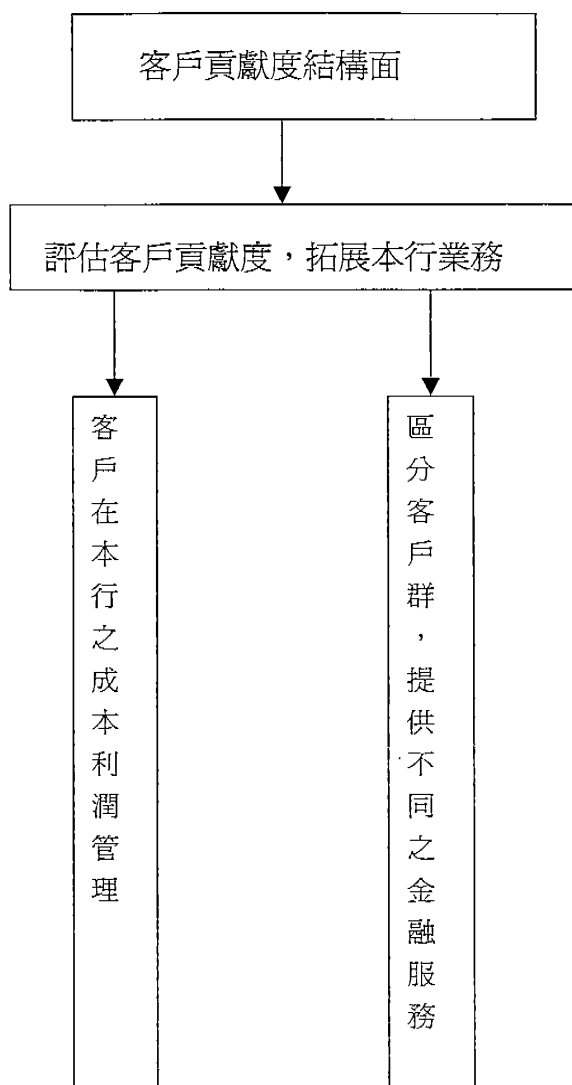 客戶貢獻度結構面
評估客戶貢獻度，拓展本行業務
客戶在本行之成本利潤管理
區分客戶群，提供不同之金融服務